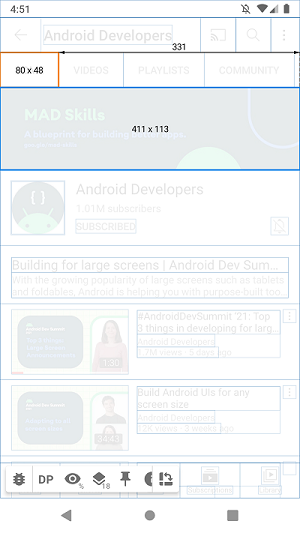 4:51
Android Developers
331
80 x 48
VIDEOS
PLAYLISTS
COMMUNITY
MAD Skills
A blueprint for building
411 x 113
Android Developers
1.01M subscribers
SUBSCRIBED
Building for large screens | Android Dev Sum...
With the growing popularity of large screens such as tablets
and foldables, Android is helping you with purpose built too...
#AndroidDevSummit '21: Top
3 things in developing for larg...
Android Developers
1.7M views · 5 days ago
1:30
Build Android UIs for any
screen size
Android Developers
12K views · 3 weeks ago
DP
%
18
Subscriptions
Library